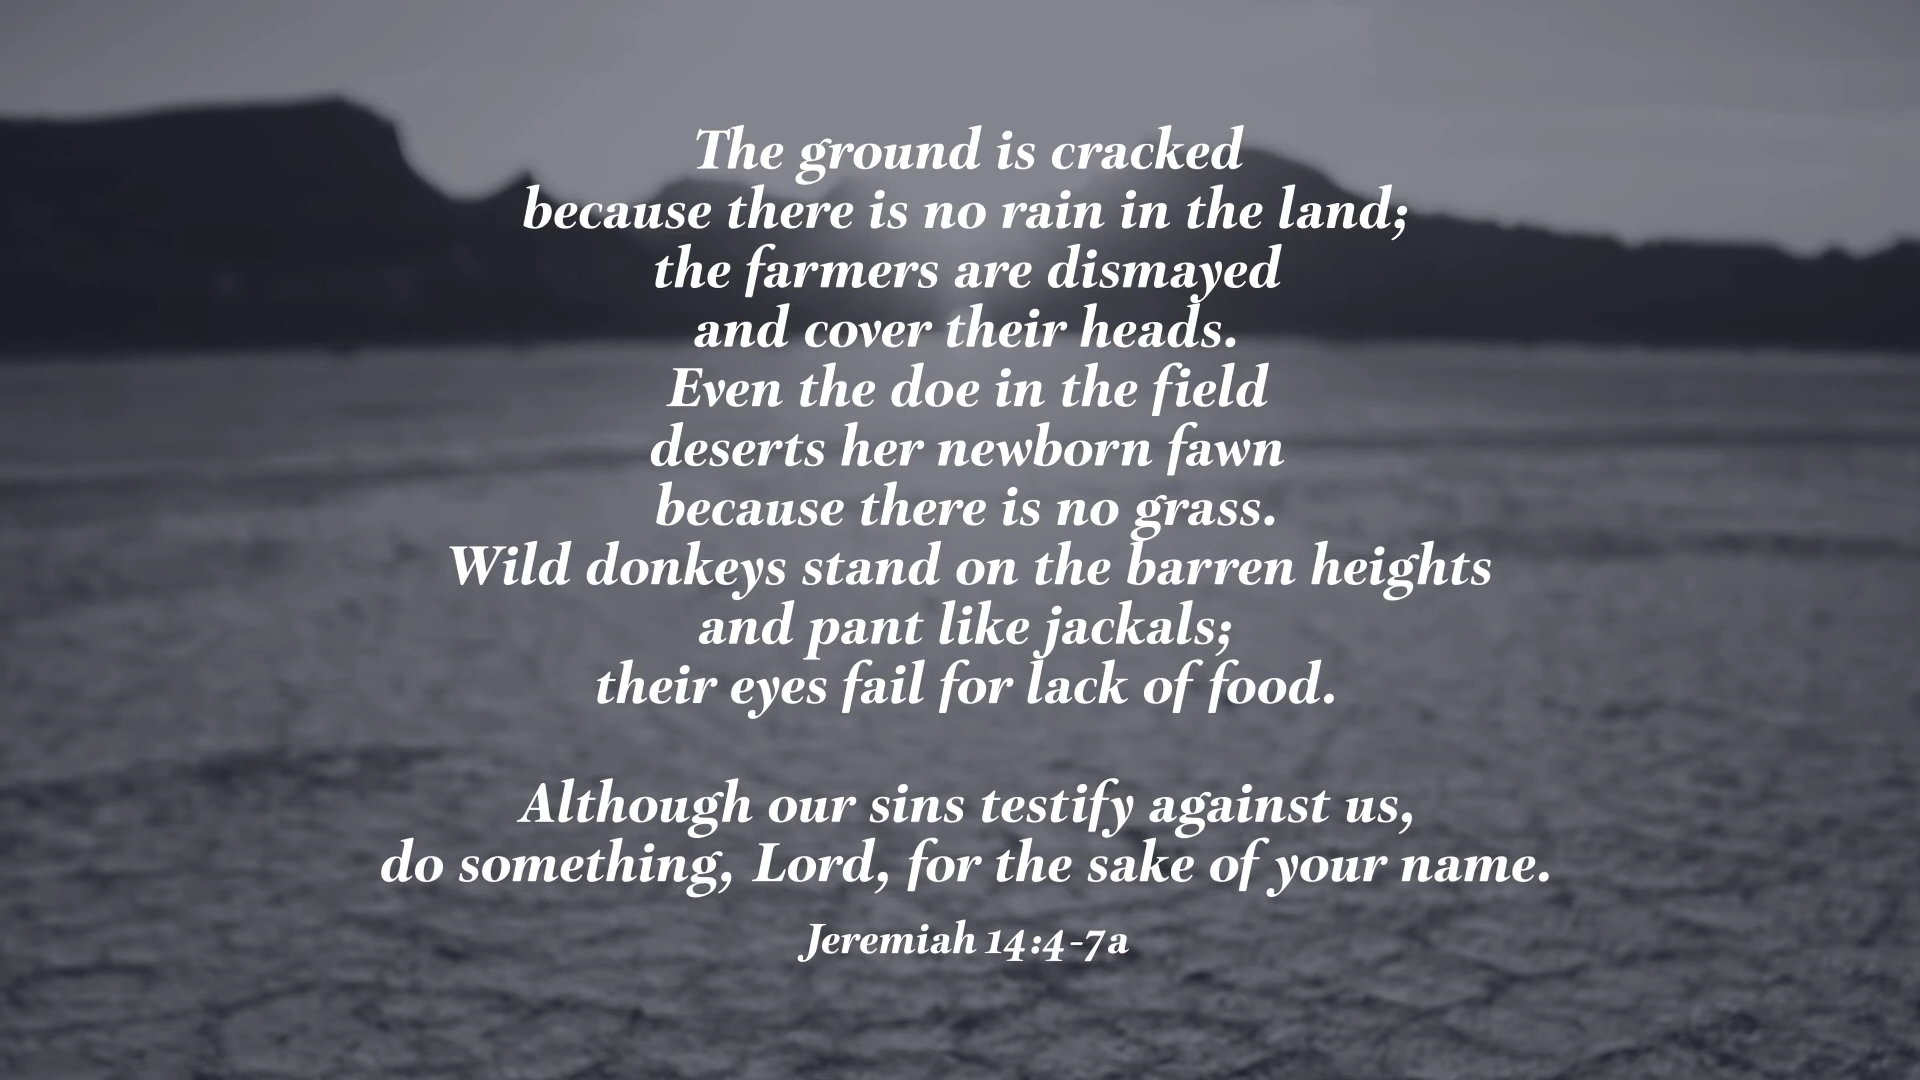 The ground is cracked
because there is no rain in the land;
the farmers are dismayed
and cover their heads.
Even the doe in the field
deserts her newborn fawn
because there is no grass.
Wild donkeys stand on the barren heights
and pant like jackals;
their eyes fail for lack of food.
Although our sins testify against us,
do something, Lord, for the sake of your name.
Jeremiah 14:4-7a